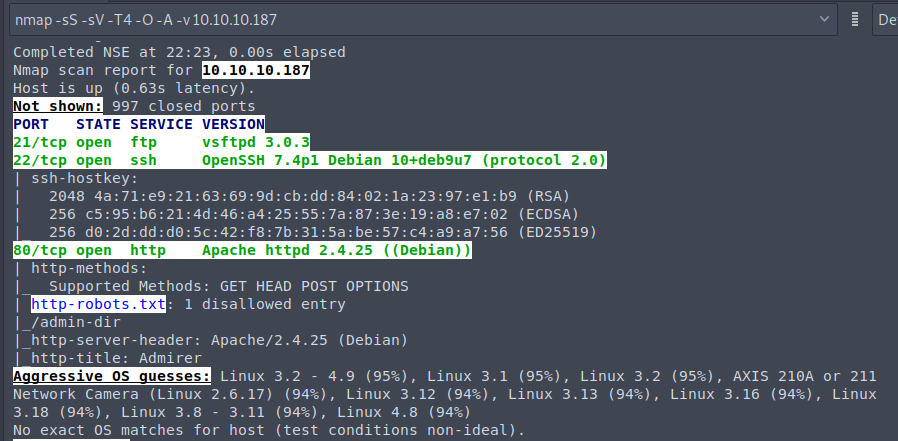 nmap -sS -sV -T4 -O -A -v 10.10.10.187
De
Completed NSE at 22:23, 0.00s elapsed
Nmap scan report for 10.10.10.187
Host is up (0.63s latency).
Not shown: 997 closed ports
PORT   STATE SERVICE VERSION
21/tcp open  ftp     vsftpd 3.0.3
22/tcp open  ssh     OpenSSH 7.4p1 Debian 10+deb9u7 (protocol 2.0)
| ssh-hostkey:
|   2048 4a:71:e9:21:63:69:9d:cb:dd:84:02:1a:23:97:e1:b9 (RSA)
|   256 c5:95:b6:21:4d:46:a4:25:55:7a:87:3e:19:a8:e7:02 (ECDSA)
|_  256 d0:2d:dd:d0:5c:42:f8:7b:31:5a:be:57:c4:a9:a7:56 (ED25519)
80/tcp open  http    Apache httpd 2.4.25 ((Debian))
| http-methods:
|_  Supported Methods: GET HEAD POST OPTIONS
| http-robots.txt: 1 disallowed entry
|_/admin-dir
|_http-server-header: Apache/2.4.25 (Debian)
|_http-title: Admirer
Aggressive OS guesses: Linux 3.2 - 4.9 (95%), Linux 3.1 (95%), Linux 3.2 (95%), AXIS 210A or 211
Network Camera (Linux 2.6.17) (94%), Linux 3.12 (94%), Linux 3.13 (94%), Linux 3.16 (94%), Linux
3.18 (94%), Linux 3.8 - 3.11 (94%), Linux 4.8 (94%)
No exact OS matches for host (test conditions non-ideal).